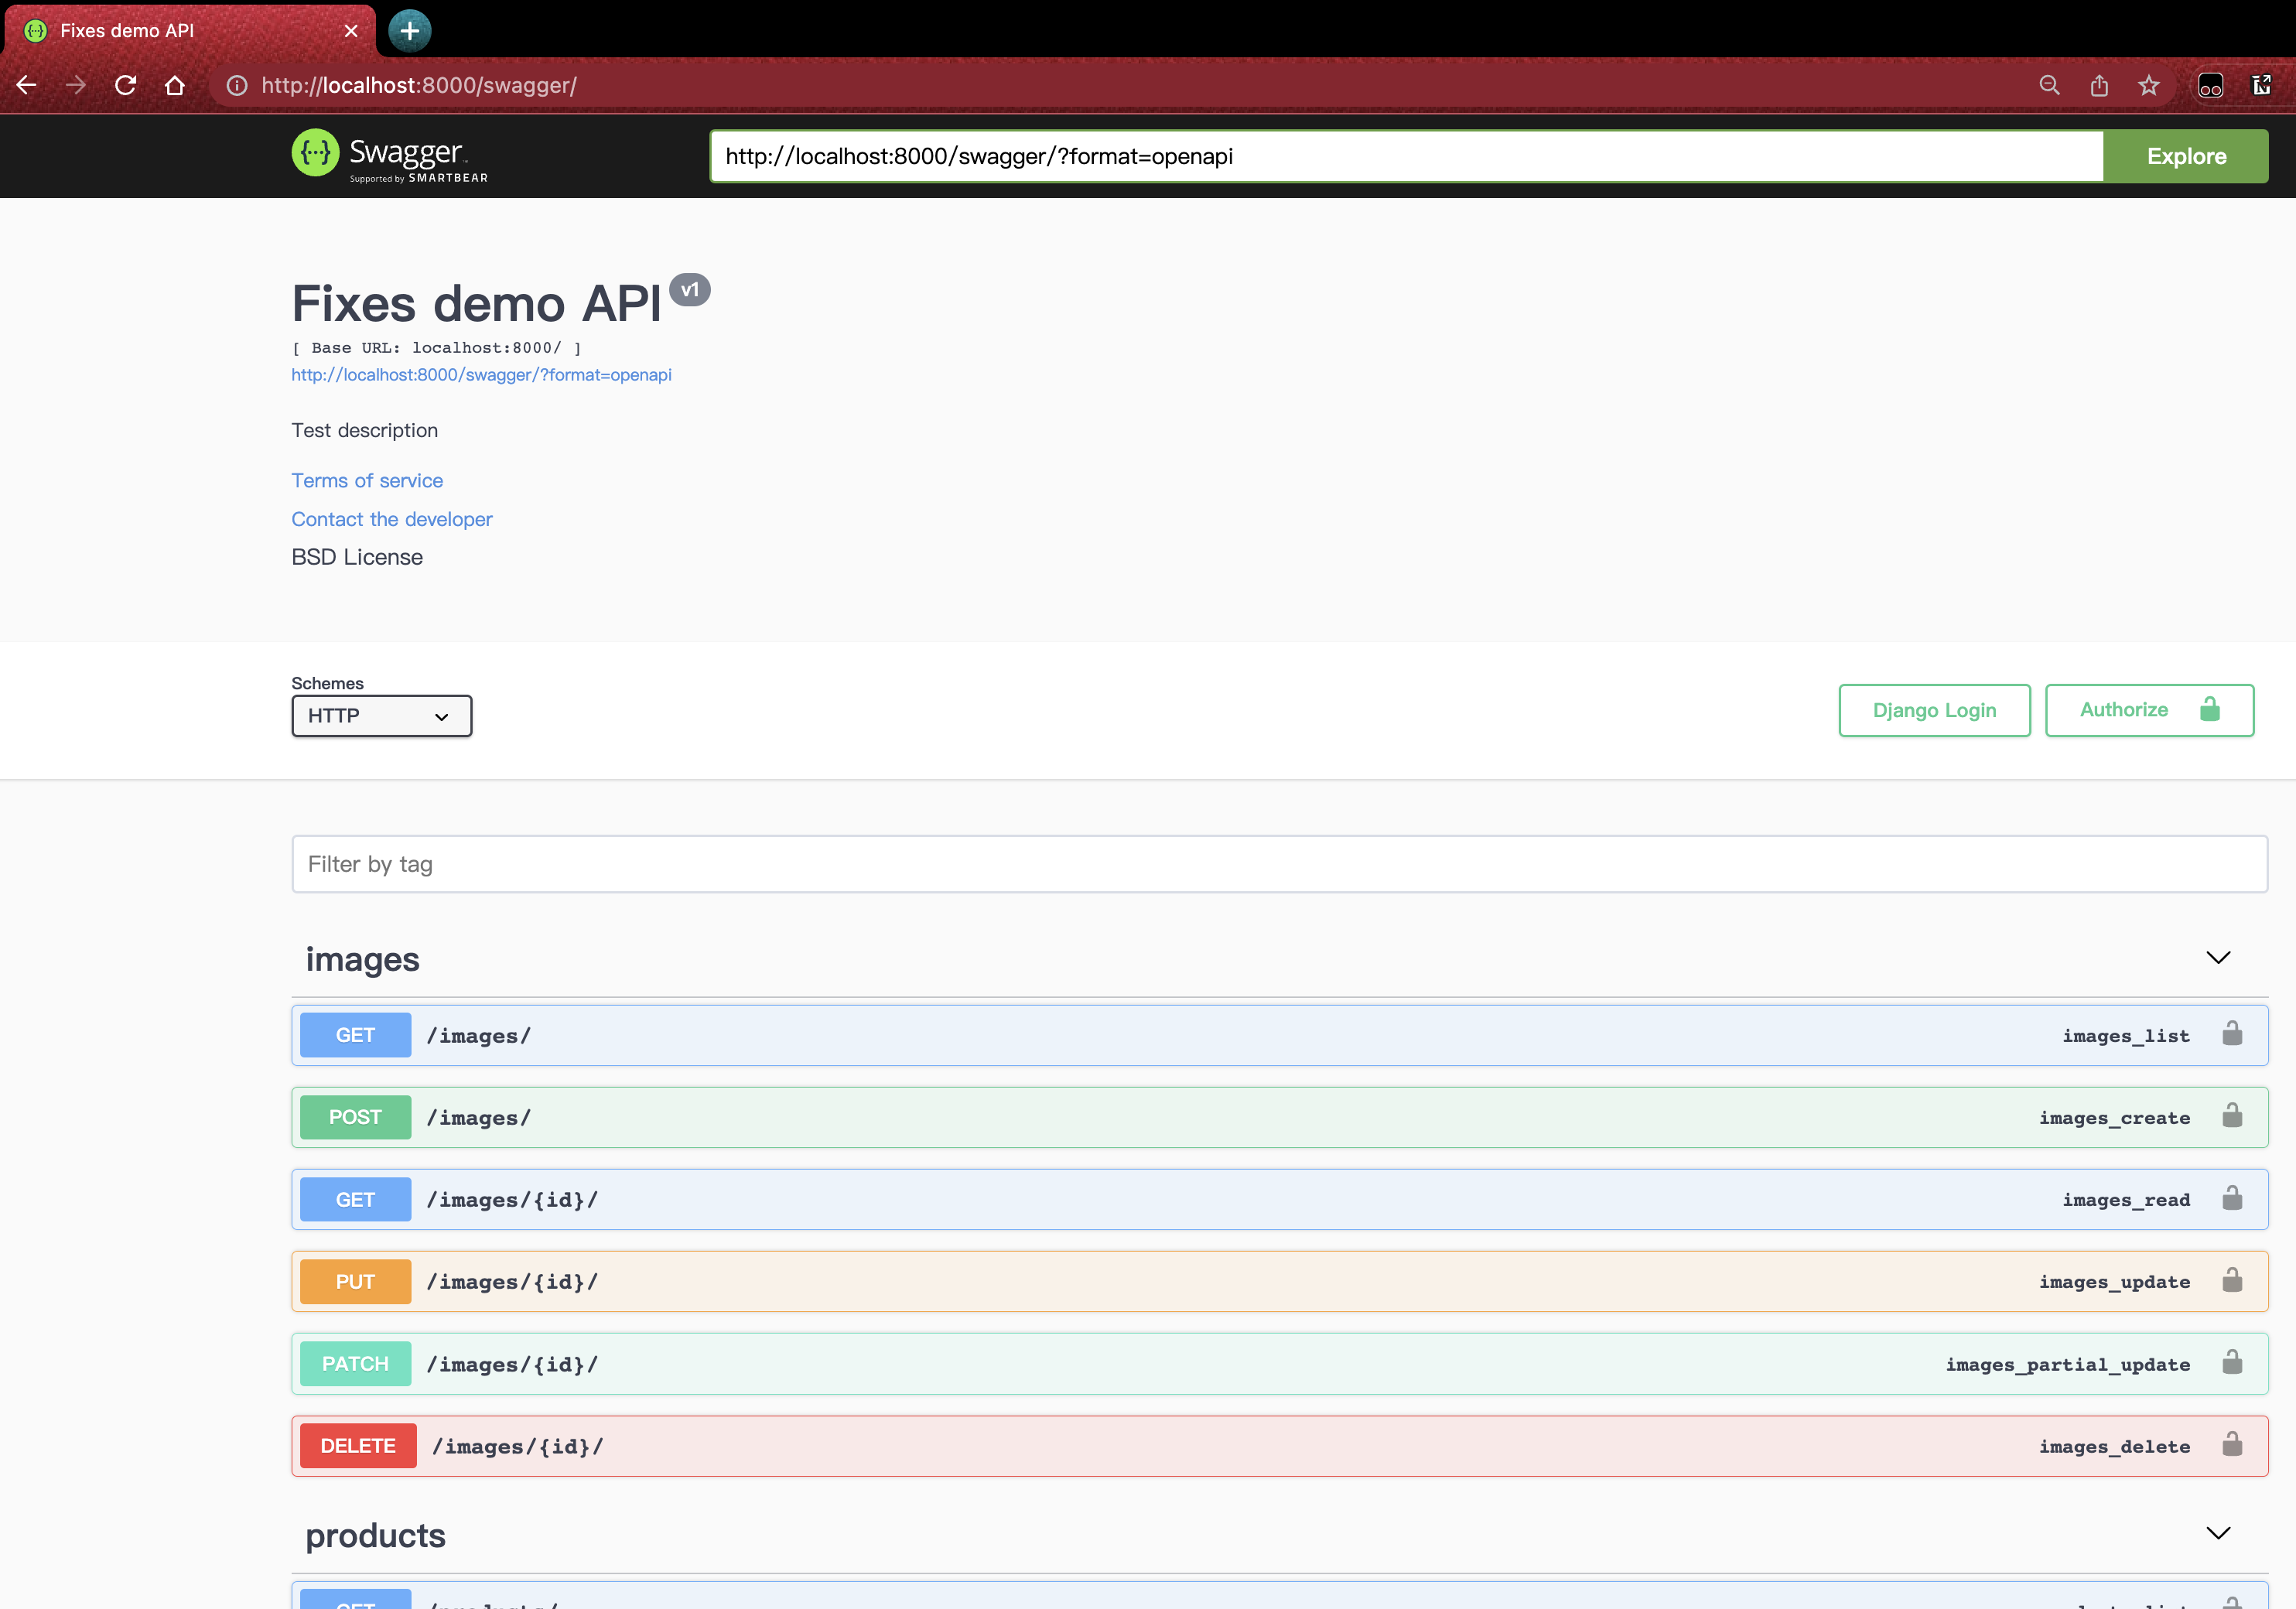 Fixes demo API
http://localhost:8000/swagger/
Swagger
Supported by SMARTBEAR
http://localhost:8000/swagger/?format=openapi
Explore
Fixes demo API v1
[ Base URL: localhost:8000/ ]
http://localhost:8000/swagger/?format=openapi
Test description
Terms of service
Contact the developer
BSD License
Schemes
HTTP
Django Login
Authorize
Filter by tag
images
GET /images/ images_list
POST /images/ images_create
GET /images/{id}/ images_read
PUT /images/{id}/ images_update
PATCH /images/{id}/ images_partial_update
DELETE /images/{id}/ images_delete
products
GET